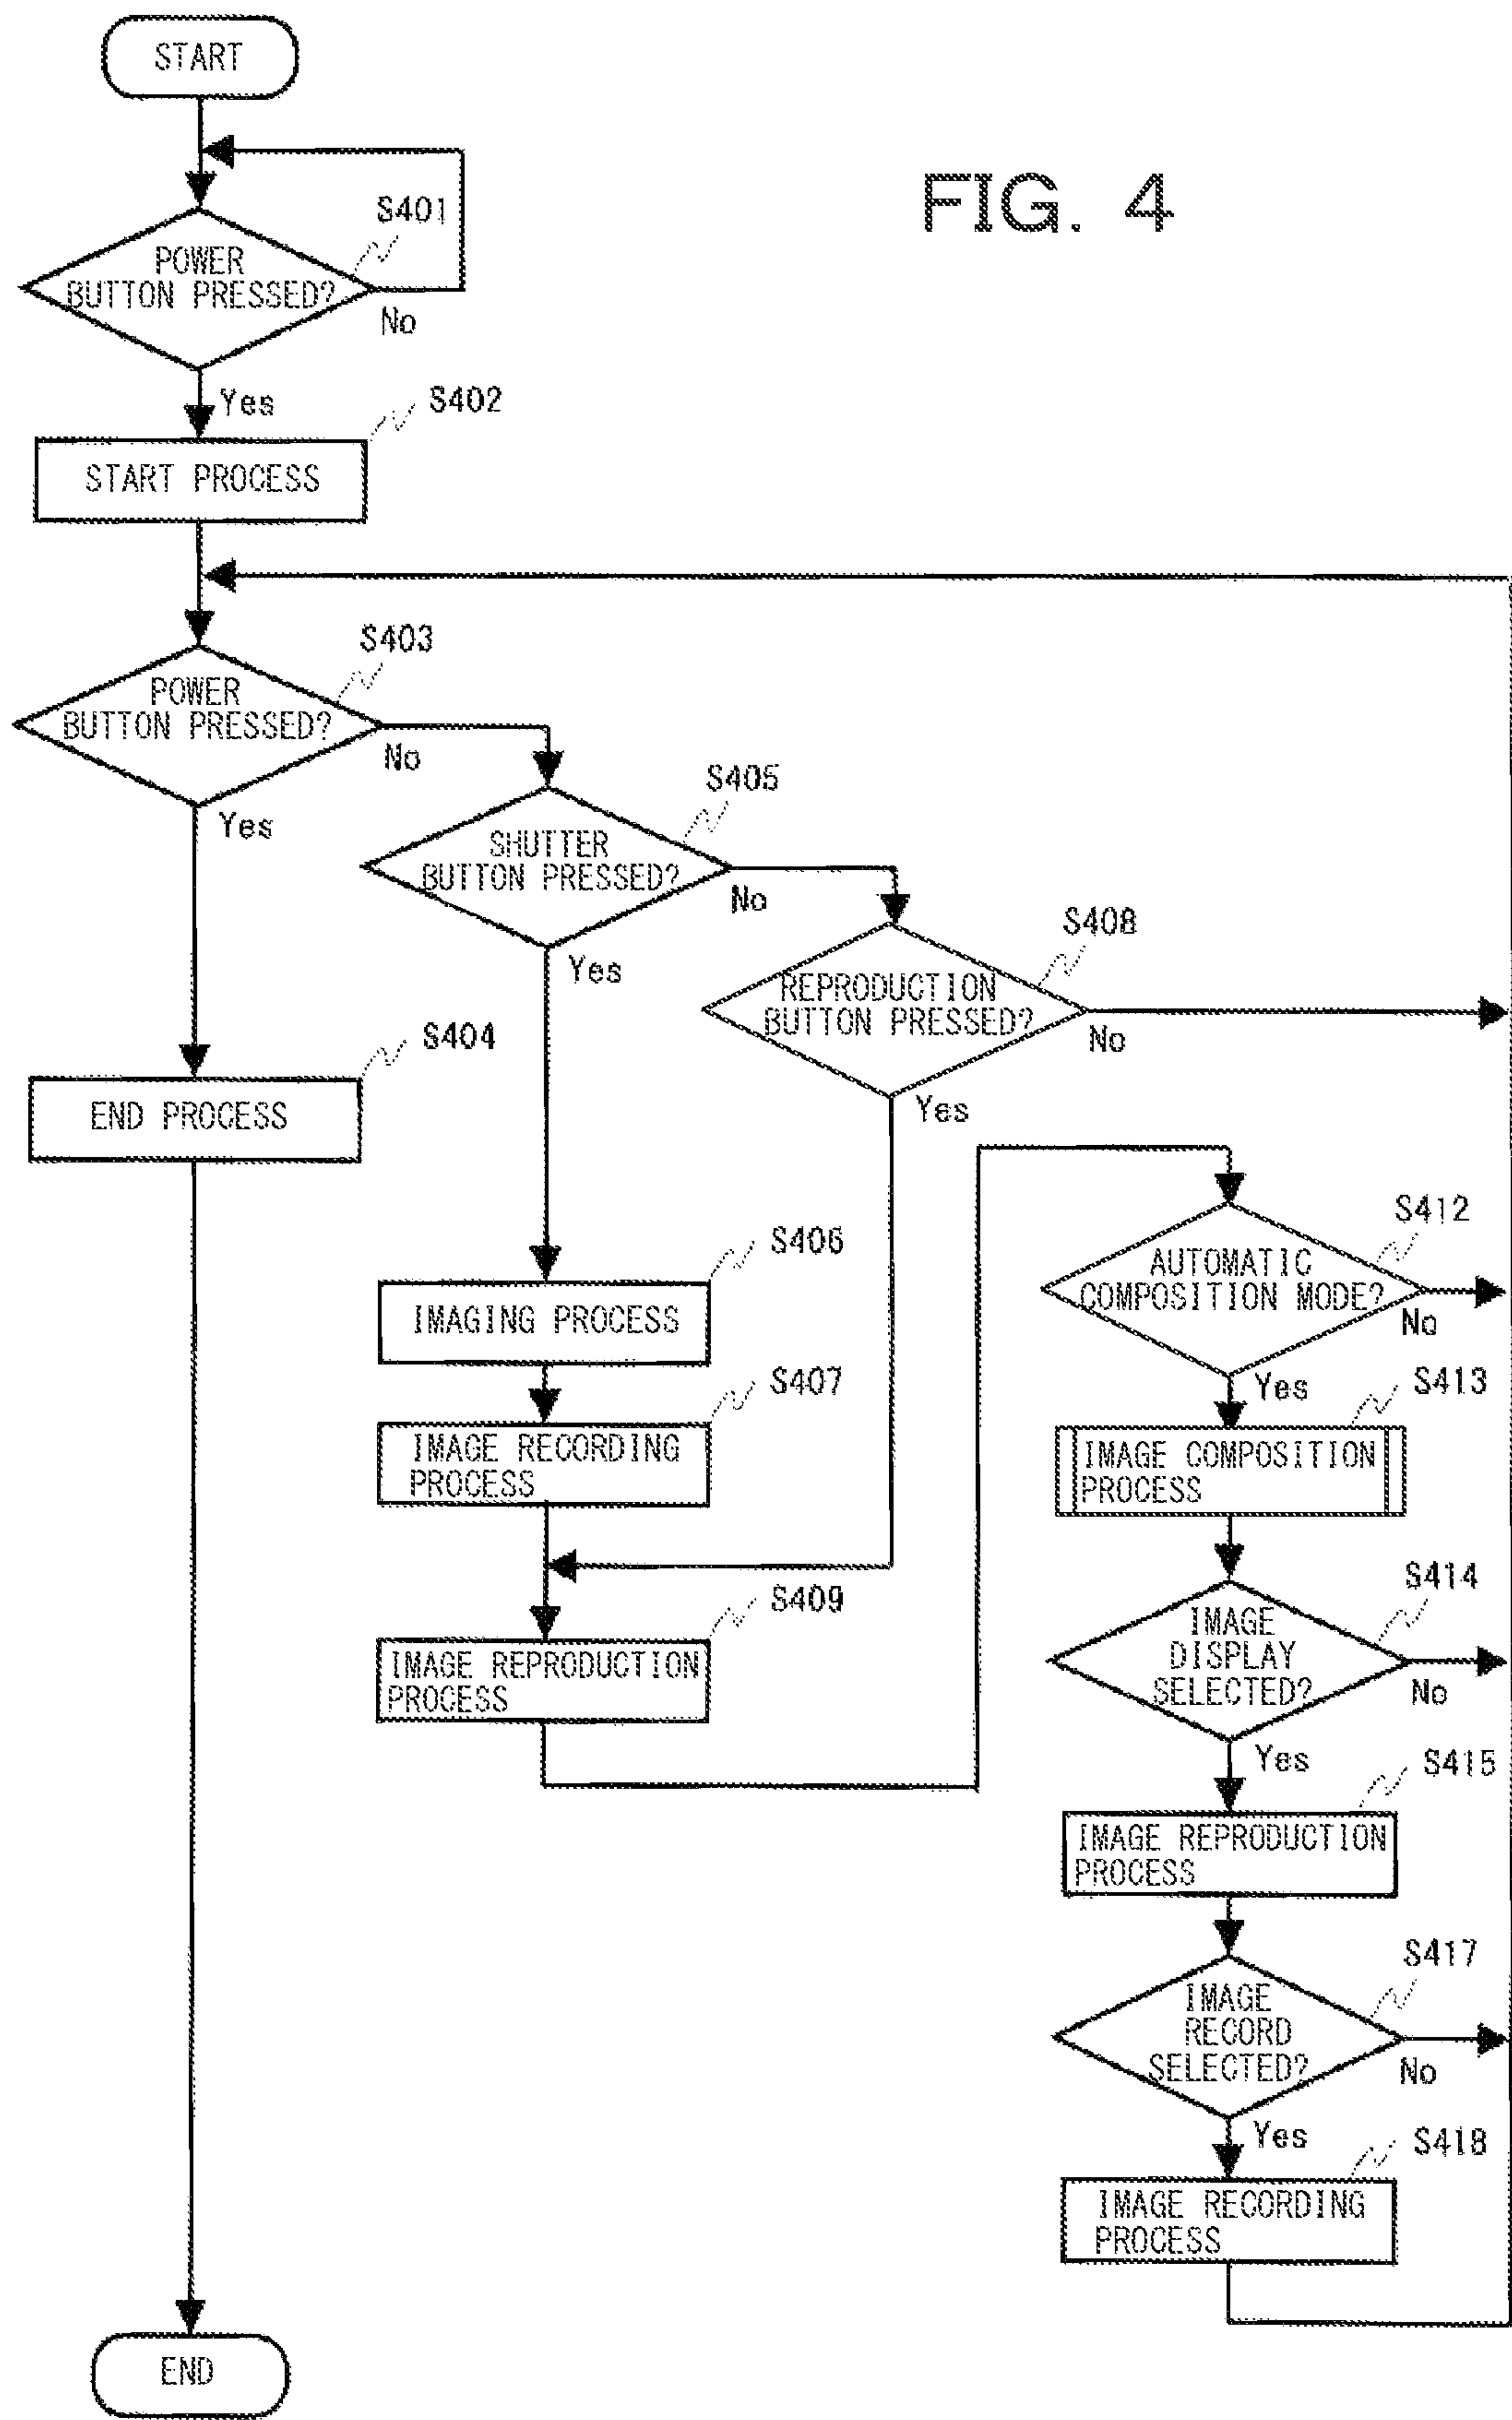 START
FIG. 4
S401
POWER
BUTTON PRESSED?
No
Yes
S402
START PROCESS
S403
POWER
BUTTON PRESSED?
No
Yes
S405
SHUTTER
BUTTON PRESSED?
No
Yes
S408
REPRODUCTION
BUTTON PRESSED?
No
Yes
S404
END PROCESS
S406
IMAGING PROCESS
S407
IMAGE RECORDING
PROCESS
S409
IMAGE REPRODUCTION
PROCESS
S412
AUTOMATIC
COMPOSITION MODE?
No
Yes
S413
IMAGE COMPOSITION
PROCESS
S414
IMAGE
DISPLAY
SELECTED?
No
Yes
S415
IMAGE REPRODUCTION
PROCESS
S417
IMAGE
RECORD
SELECTED?
No
Yes
S418
IMAGE RECORDING
PROCESS
END